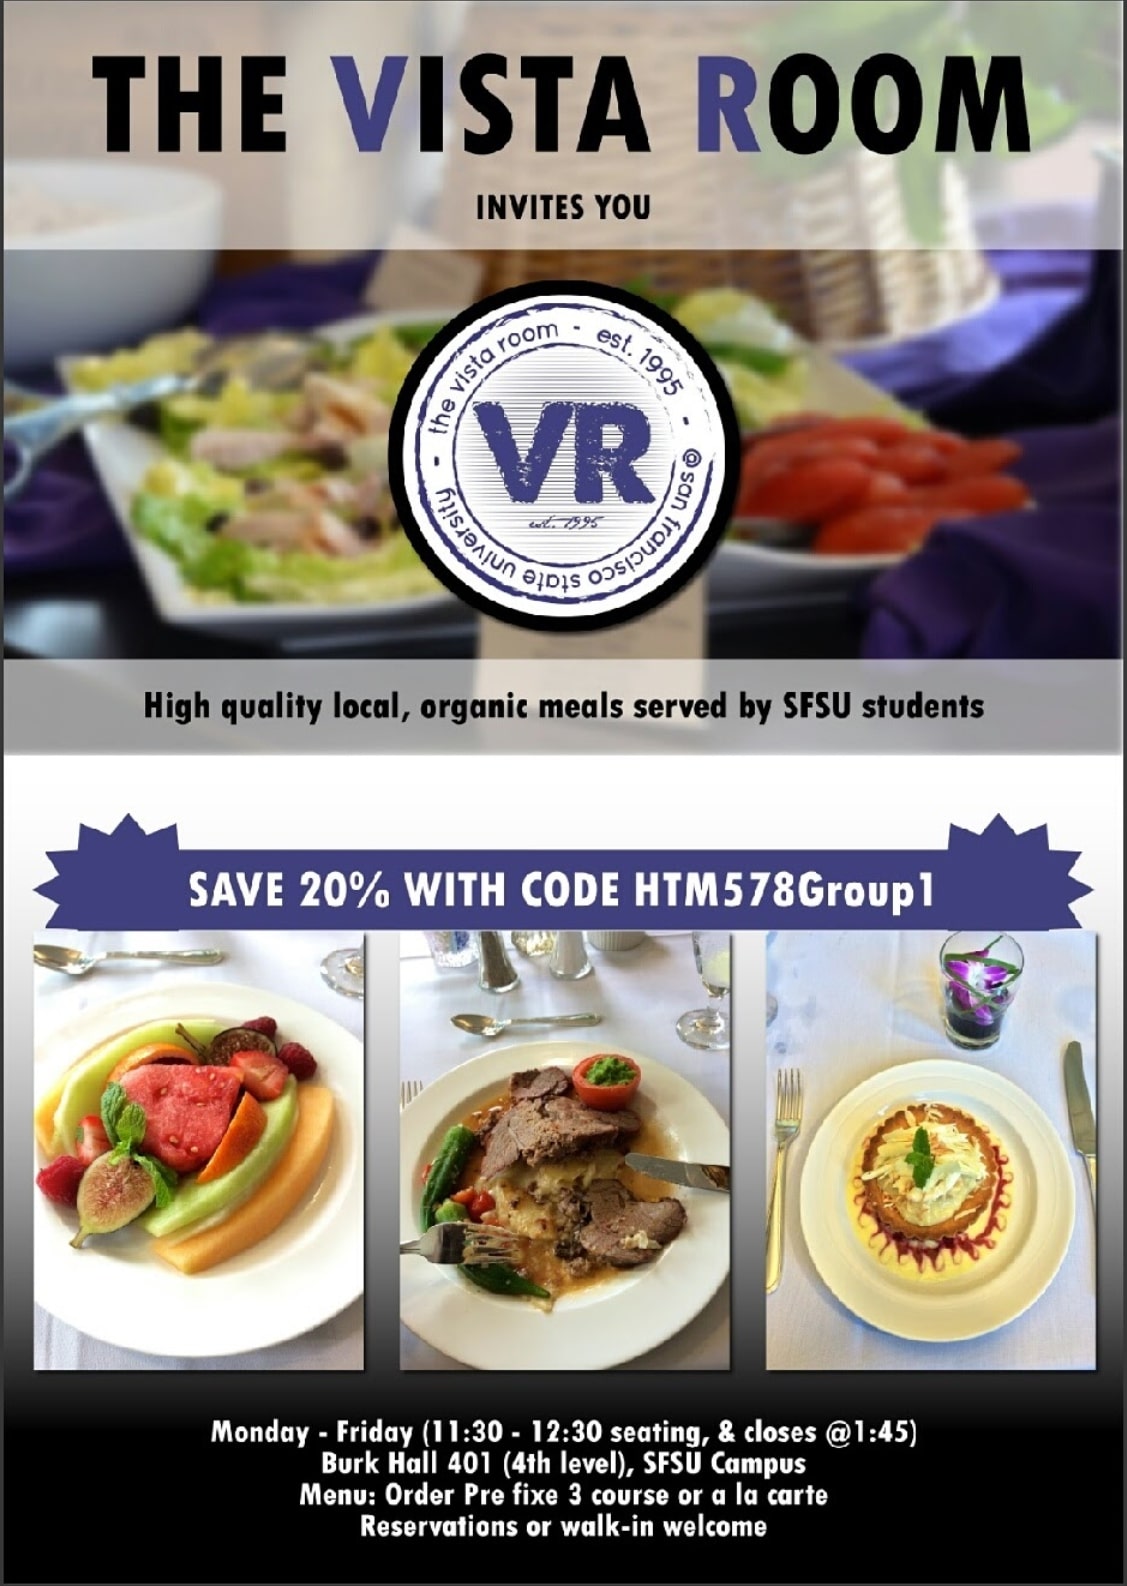 THE VISTA ROOM
INVITES YOU
the vista room - est. 1995 - @san francisco state university -
VR
est. 1995
High quality local, organic meals served by SFSU students
SAVE 20% WITH CODE HTM578Group1
Monday - Friday (11:30 - 12:30 seating, & closes @1:45)
Burk Hall 401 (4th level), SFSU Campus
Menu: Order Pre fixe 3 course or a la carte
Reservations or walk-in welcome